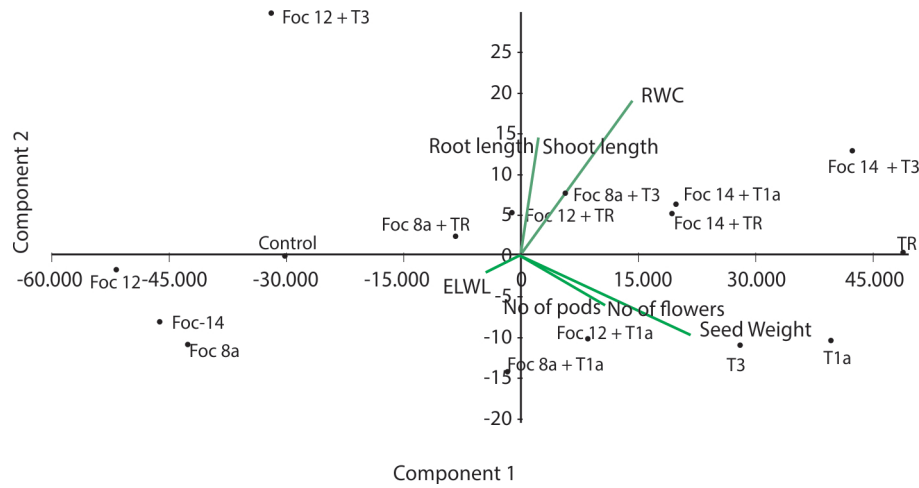 Foc 12 + T3
25
20
RWC
15
Root length Shoot length
Foc 14 + T3
10
Foc 8a + T3
Foc 14 + T1a
5
Foc 12 + TR
Foc 14 + TR
Foc 8a + TR
Control
TR
0
-60.000 -45.000 -30.000 -15.000 0 15.000 30.000 45.000
Foc 12
ELWL
-5
No of pods No of flowers
Foc-14
Seed Weight
Foc 12 + T1a
-10
Foc 8a
T3
T1a
Foc 8a + T1a
-15
-20
Component 2
Component 1